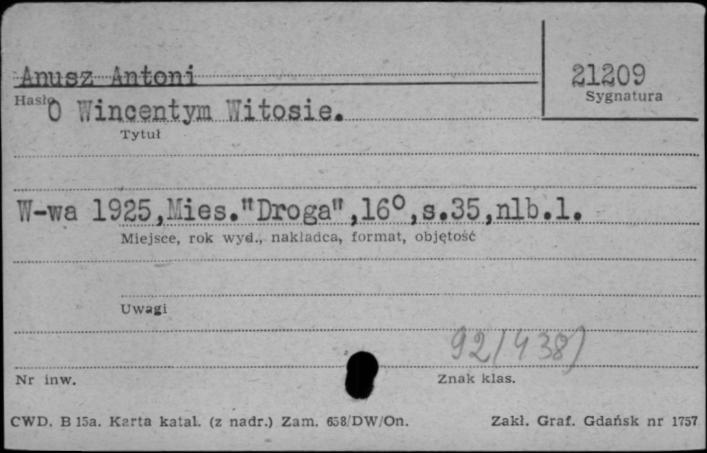 Anusz Antoni
21209
Hasło
Sygnatura
O Wincentym Witosie.
Tytuł
W-wa 1925,Mies."Droga",16°,s.35,nlb.1.
Miejsce, rok wyd., nakładca, format, objętość
Uwagi
92/438)
Nr inw.
Znak klas.
CWD. B 15a. Karta katal. (z nadr.) Zam. 658/DW/On.
Zakł. Graf. Gdańsk nr 1757